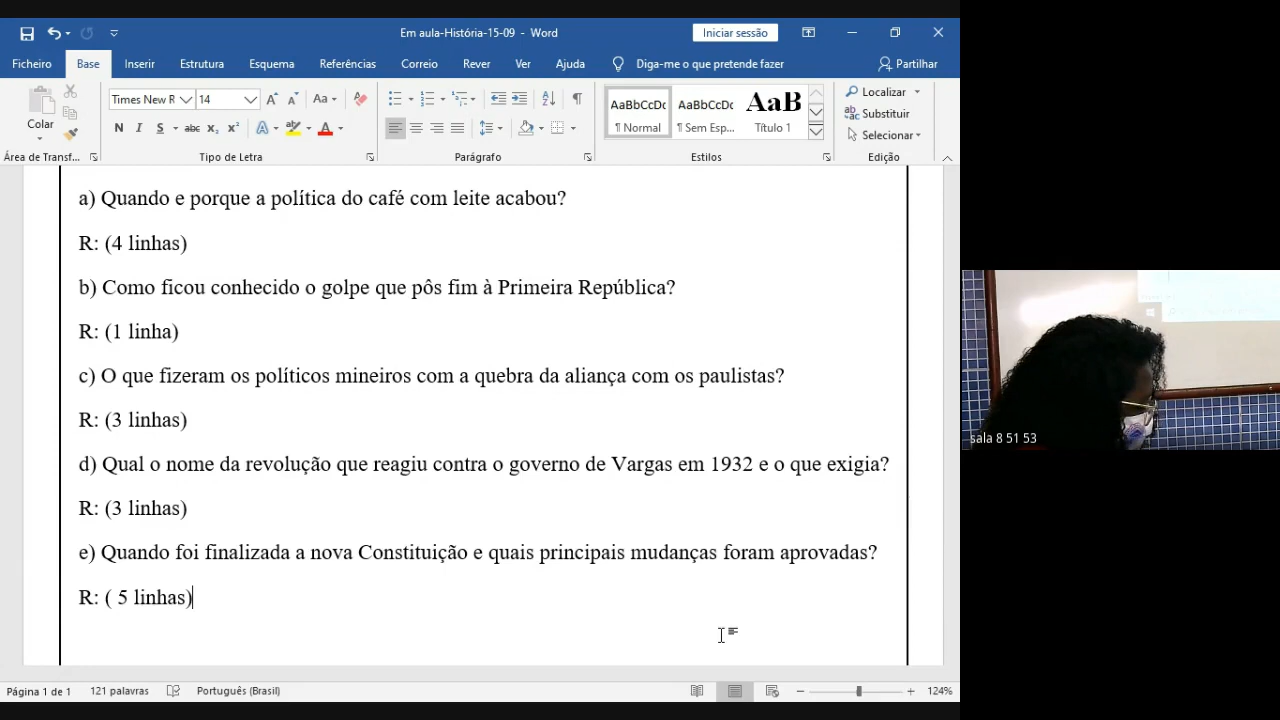 Em aula-História-15-09 - Word
Iniciar sessão
Ficheiro Base Inserir Estrutura Esquema Referências Correio Rever Ver Ajuda Diga-me o que pretende fazer Partilhar
Colar
Times New R 14
Aa
N I S abc x₂ x² A A
AaBbCcDc AaBbCcDc AaB
¶ Normal ¶ Sem Esp... Título 1
Localizar
Substituir
Selecionar
Área de Transf... Tipo de Letra Parágrafo Estilos Edição
a) Quando e porque a política do café com leite acabou?
R: (4 linhas)
b) Como ficou conhecido o golpe que pôs fim à Primeira República?
R: (1 linha)
c) O que fizeram os políticos mineiros com a quebra da aliança com os paulistas?
R: (3 linhas)
d) Qual o nome da revolução que reagiu contra o governo de Vargas em 1932 e o que exigia?
R: (3 linhas)
e) Quando foi finalizada a nova Constituição e quais principais mudanças foram aprovadas?
R: ( 5 linhas)
sala 8 51 53
Página 1 de 1 121 palavras Português (Brasil) 124%